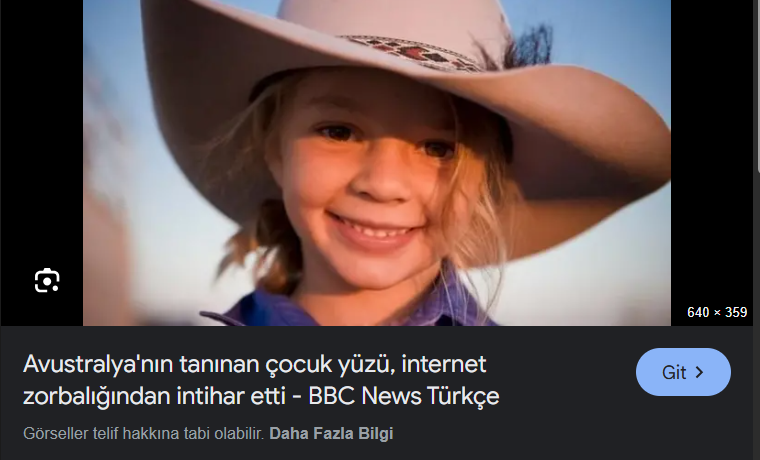 640 × 359
Avustralya'nın tanınan çocuk yüzü, internet
zorbalığından intihar etti - BBC News Türkçe
Git
Görseller telif hakkına tabi olabilir. Daha Fazla Bilgi